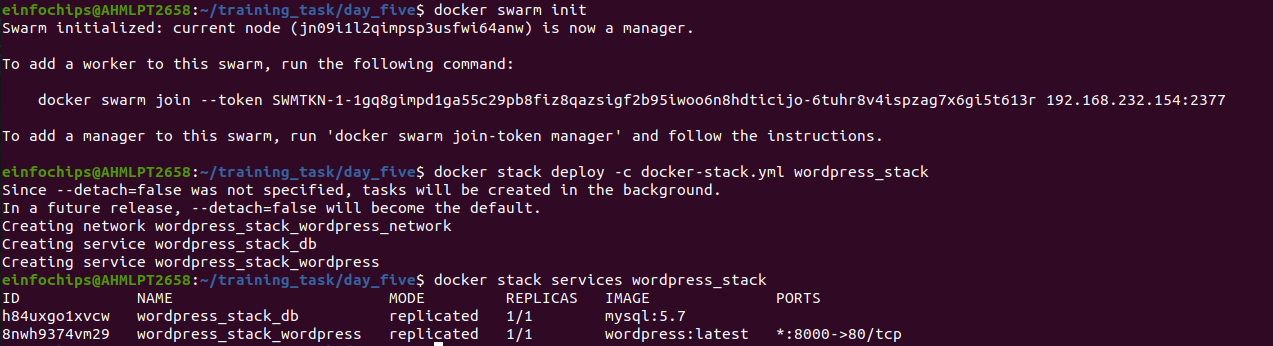 einfochips@AHMLPT2658:~/training_task/day_five$ docker swarm init
Swarm initialized: current node (jn09i1l2qimpsp3usfwi64anw) is now a manager.
To add a worker to this swarm, run the following command:
docker swarm join --token SWMTKN-1-1gq8gimpd1ga55c29pb8fiz8qazsigf2b95iwoo6n8hdticijo-6tuhr8v4ispzag7x6gi5t613r 192.168.232.154:2377
To add a manager to this swarm, run 'docker swarm join-token manager' and follow the instructions.
einfochips@AHMLPT2658:~/training_task/day_five$ docker stack deploy -c docker-stack.yml wordpress_stack
Since --detach=false was not specified, tasks will be created in the background.
In a future release, --detach=false will become the default.
Creating network wordpress_stack_wordpress_network
Creating service wordpress_stack_db
Creating service wordpress_stack_wordpress
einfochips@AHMLPT2658:~/training_task/day_five$ docker stack services wordpress_stack
ID NAME MODE REPLICAS IMAGE PORTS
h84uxgo1xvcw wordpress_stack_db replicated 1/1 mysql:5.7
8nwh9374vm29 wordpress_stack_wordpress replicated 1/1 wordpress:latest *:8000->80/tcp